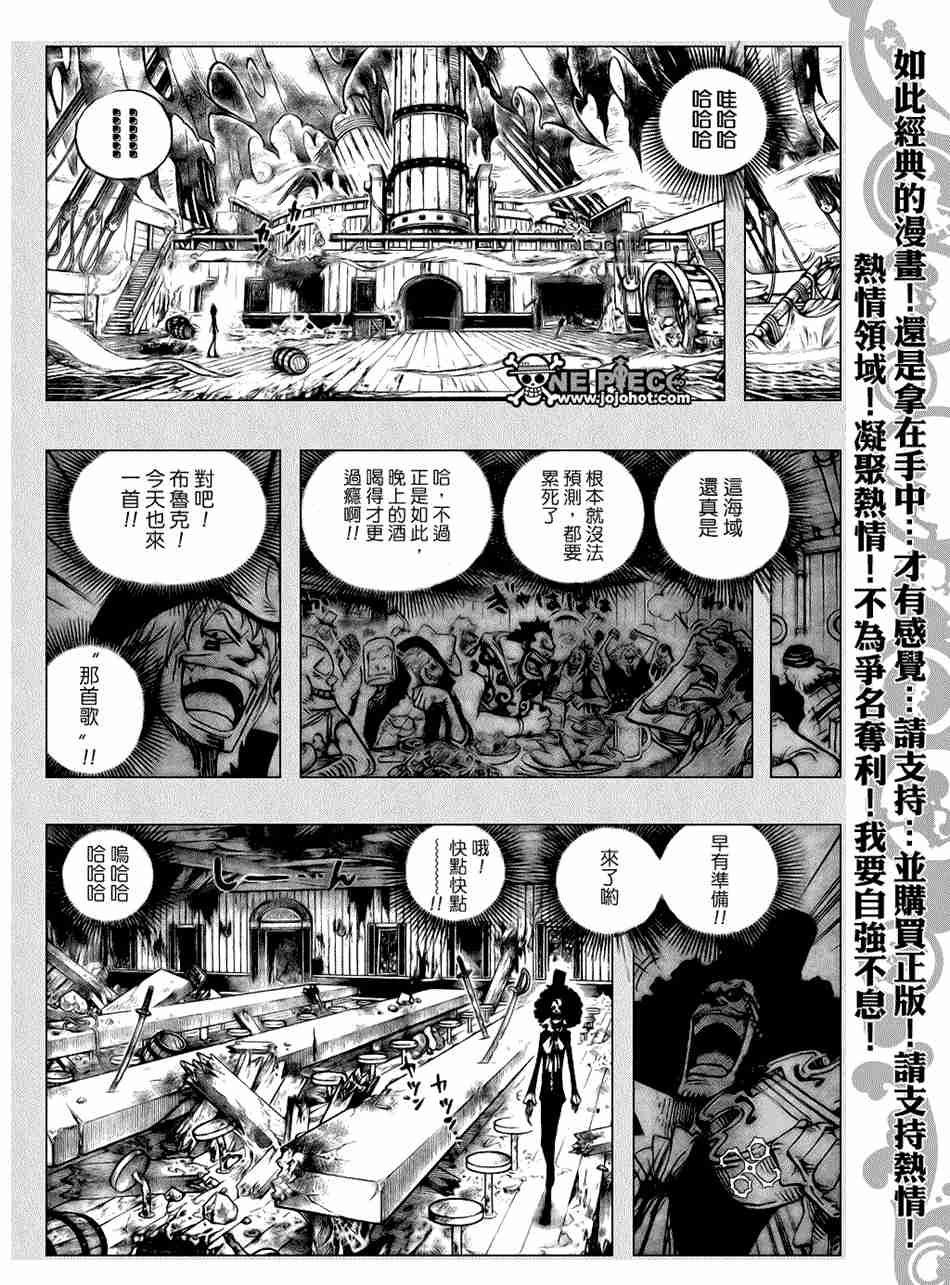 哇哈哈
哈哈哈
!!!!!!
ONE PIECE
www.jojohot.com
這海域
還真是
根本就沒法
預測，都要
累死了
哈，不過
正是如此，
晚上的酒
喝得才更
過癮啊!!
對吧！
布魯克！
今天也來
一首!!
“那首歌”!!
早有準備!!
來了喲
哦！
快點快點
~~~~~!!
嗚哈哈
哈哈哈
しーん…
如此經典的漫畫！還是拿在手中…才有感覺…請支持…並購買正版！請支持熱情！
熱情領域！凝聚熱情！不為爭名奪利！我要自強不息！